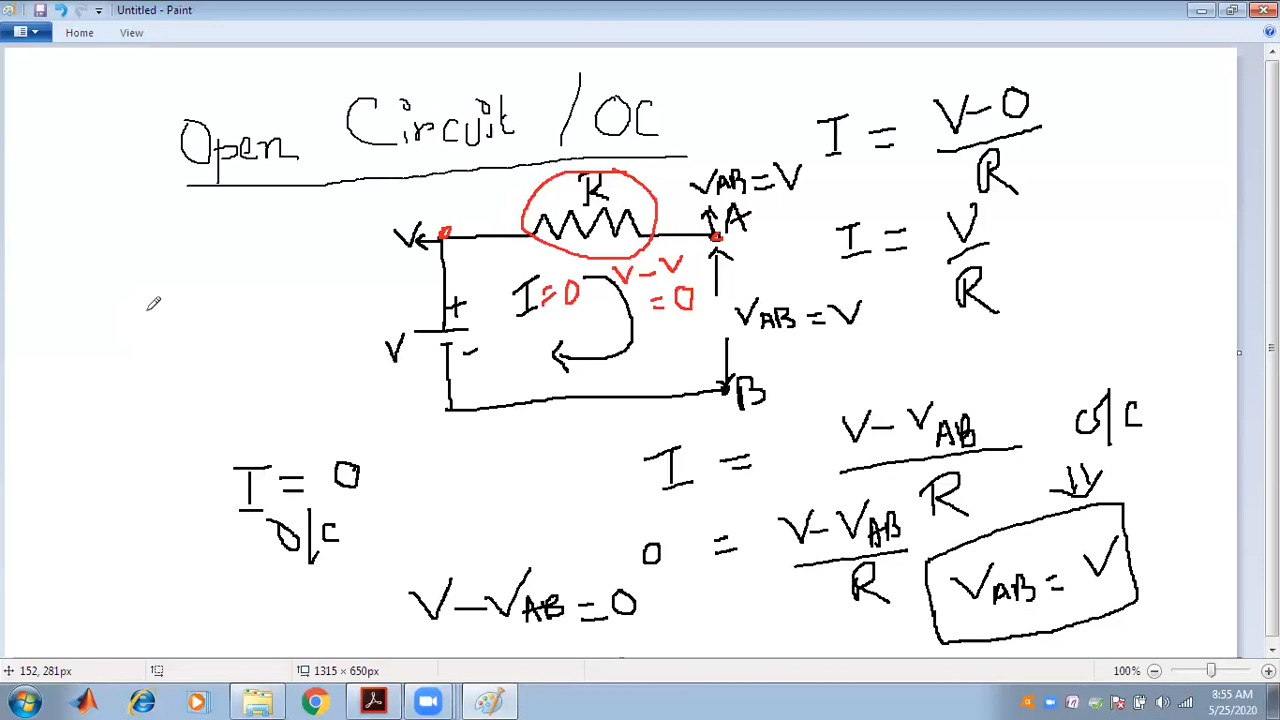 Untitled - Paint
Home View
Open Circuit / OC
I = V-0 / R
R
VAB = V
A
V
I = V / R
V-V
I = 0
= 0
+
VAB = V
V
-
B
I = V-VAB / R
o/c
I o/c = 0
0 = V-VAB / R
VAB = V
V-VAB = 0
152, 281px
1315 × 650px
100%
8:55 AM
5/25/2020